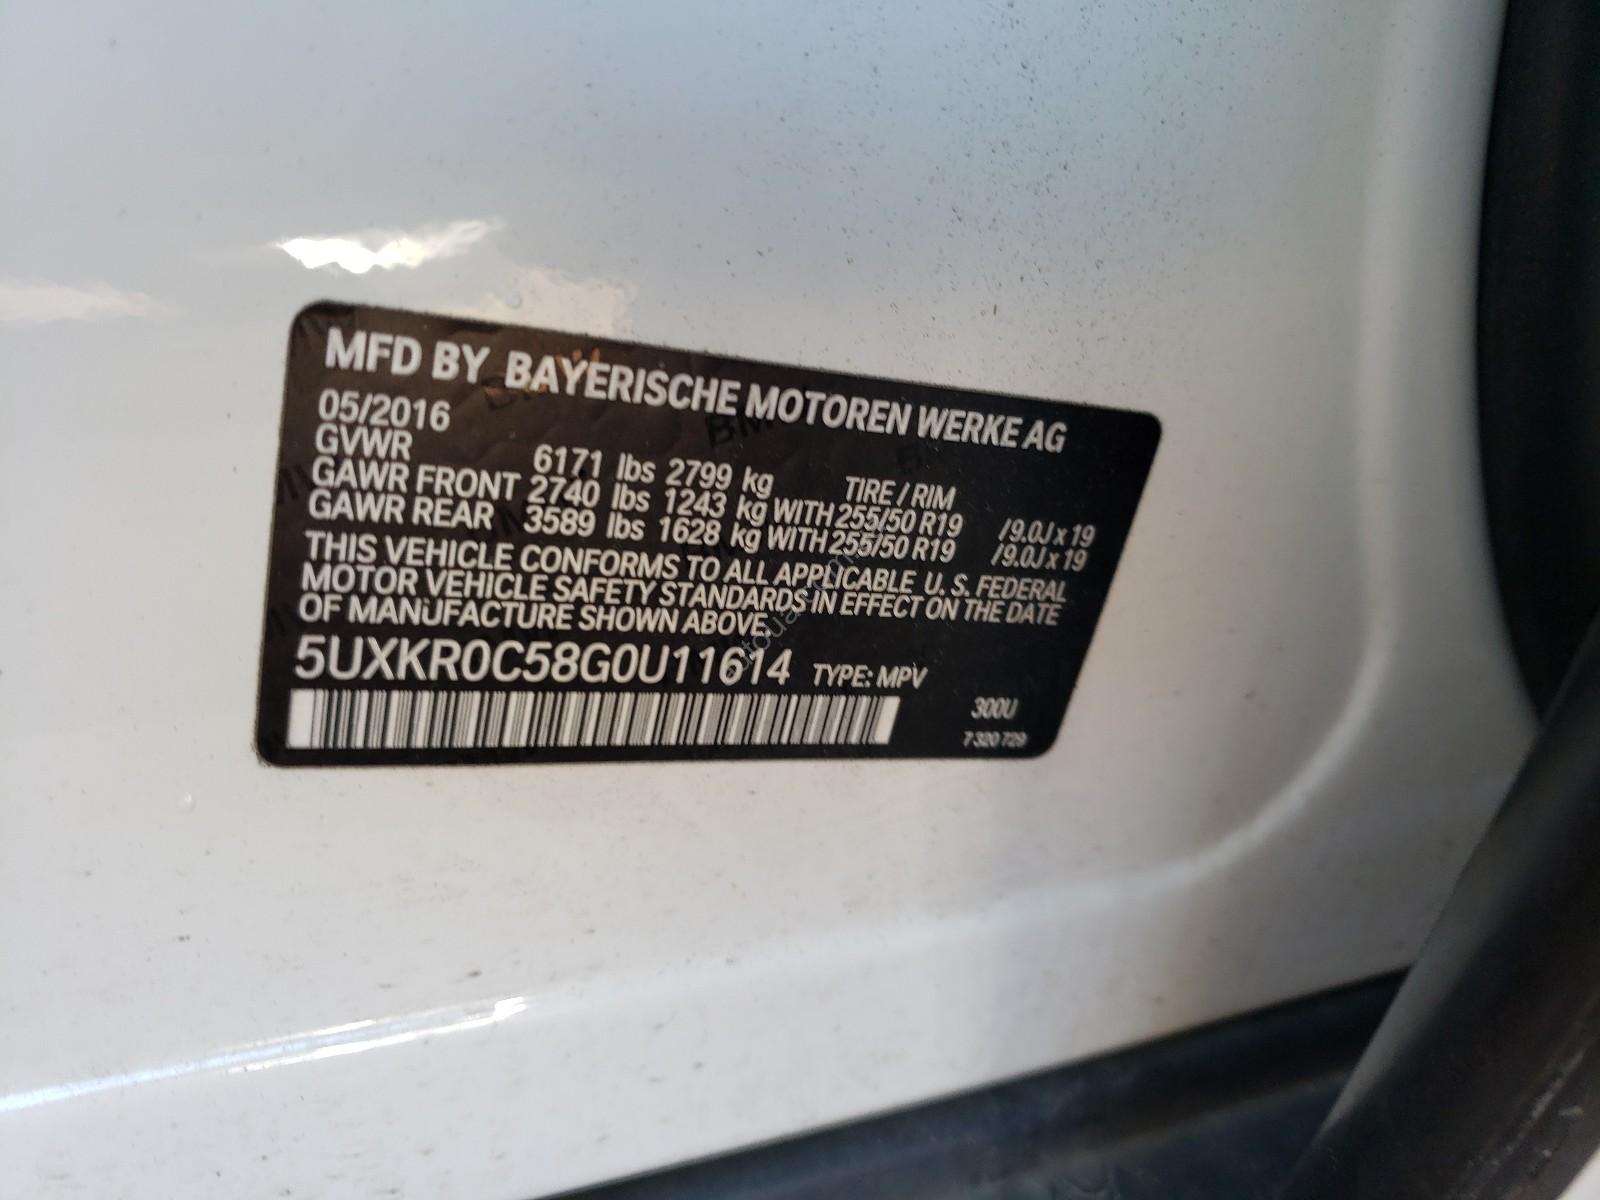 MFD BY BAYERISCHE MOTOREN WERKE AG
05/2016
GVWR 6171 lbs 2799 kg TIRE / RIM
GAWR FRONT 2740 lbs 1243 kg WITH 255/50 R19 /9.0J x 19
GAWR REAR 3589 lbs 1628 kg WITH 255/50 R19 /9.0J x 19
THIS VEHICLE CONFORMS TO ALL APPLICABLE U.S. FEDERAL
MOTOR VEHICLE SAFETY STANDARDS IN EFFECT ON THE DATE
OF MANUFACTURE SHOWN ABOVE.
5UXKR0C58G0U11614 TYPE: MPV
300U
7 320 729